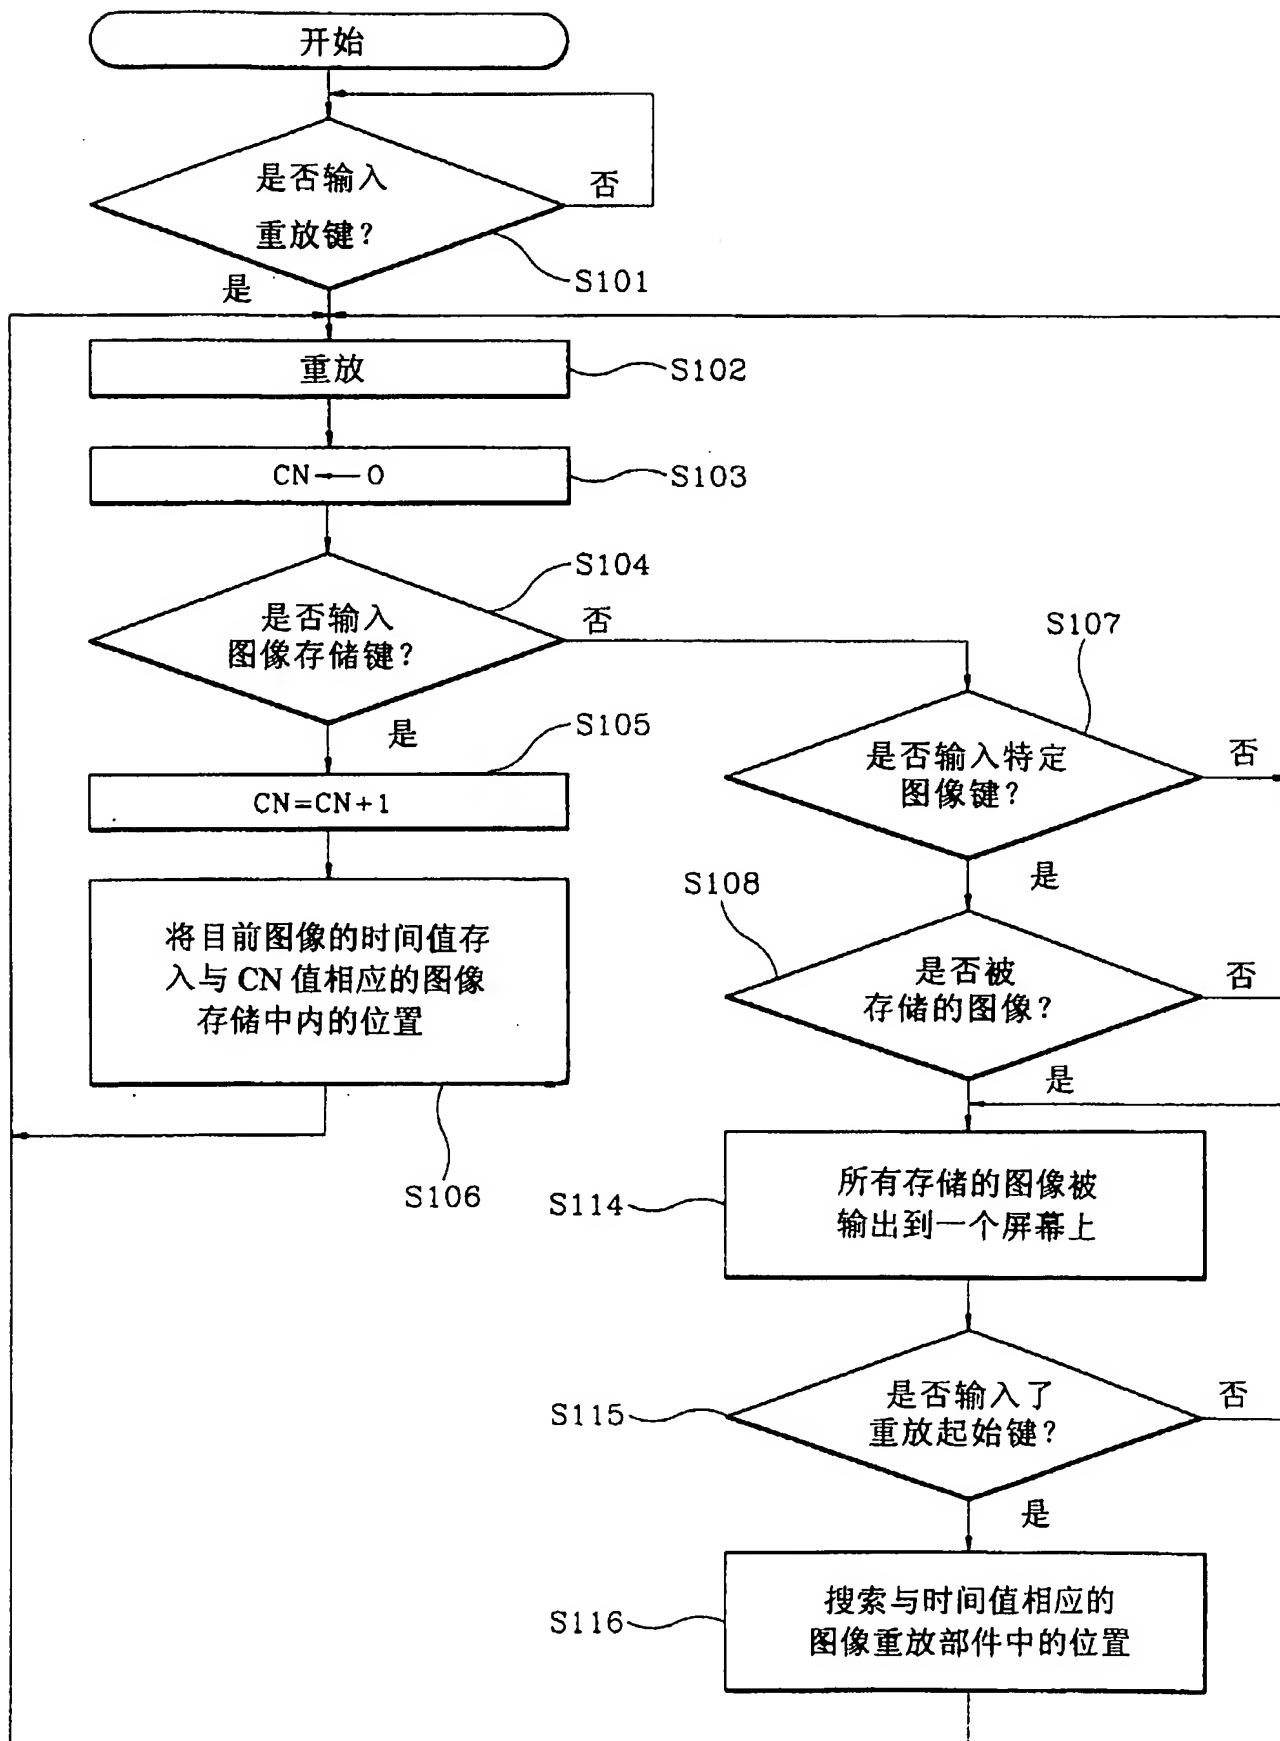 开始
是否输入
重放键?
否
S101
是
重放
S102
CN←0
S103
S104
是否输入
图像存储键?
否
是
S105
CN=CN+1
将目前图像的时间值存
入与 CN 值相应的图像
存储中内的位置
S106
S107
是否输入特定
图像键?
否
是
S108
是否被
存储的图像?
否
是
所有存储的图像被
输出到一个屏幕上
S114
是否输入了
重放起始键?
否
S115
是
搜索与时间值相应的
图像重放部件中的位置
S116